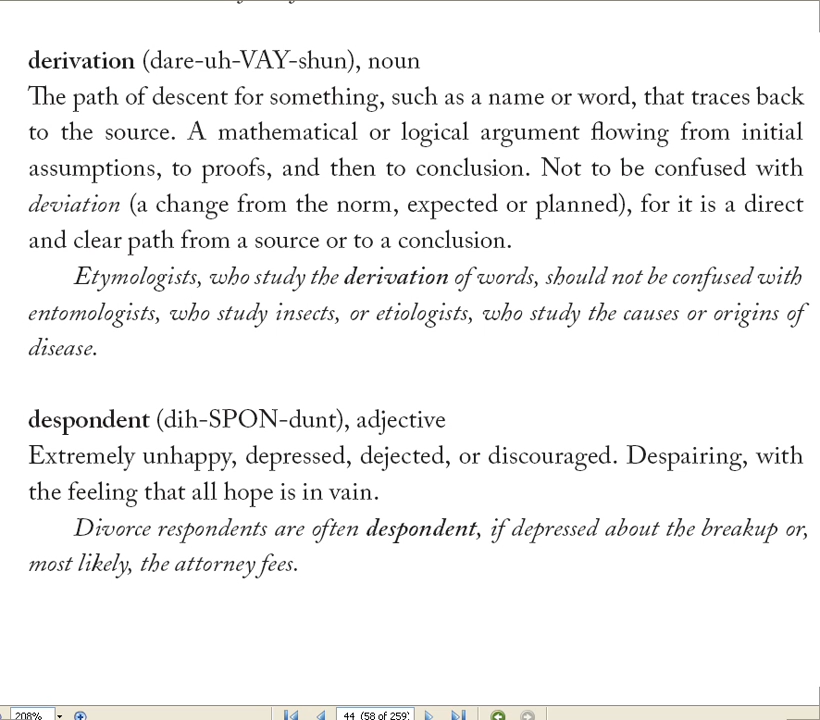 derivation (dare-uh-VAY-shun), noun
The path of descent for something, such as a name or word, that traces back
to the source. A mathematical or logical argument flowing from initial
assumptions, to proofs, and then to conclusion. Not to be confused with
deviation (a change from the norm, expected or planned), for it is a direct
and clear path from a source or to a conclusion.
Etymologists, who study the derivation of words, should not be confused with
entomologists, who study insects, or etiologists, who study the causes or origins of
disease.
despondent (dih-SPON-dunt), adjective
Extremely unhappy, depressed, dejected, or discouraged. Despairing, with
the feeling that all hope is in vain.
Divorce respondents are often despondent, if depressed about the breakup or,
most likely, the attorney fees.
208% 44 (58 of 259)